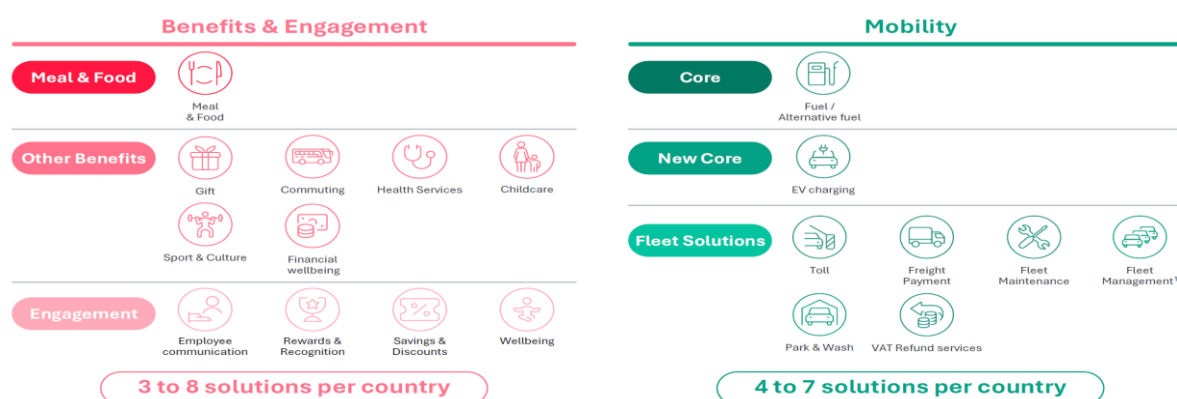 Benefits & Engagement
Meal & Food
Meal
& Food
Other Benefits
Gift
Commuting
Health Services
Childcare
Sport & Culture
Financial
wellbeing
Engagement
Employee
communication
Rewards &
Recognition
Savings &
Discounts
Wellbeing
3 to 8 solutions per country
Mobility
Core
Fuel /
Alternative fuel
New Core
EV charging
Fleet Solutions
Toll
Freight
Payment
Fleet
Maintenance
Fleet
Management¹
Park & Wash
VAT Refund services
4 to 7 solutions per country